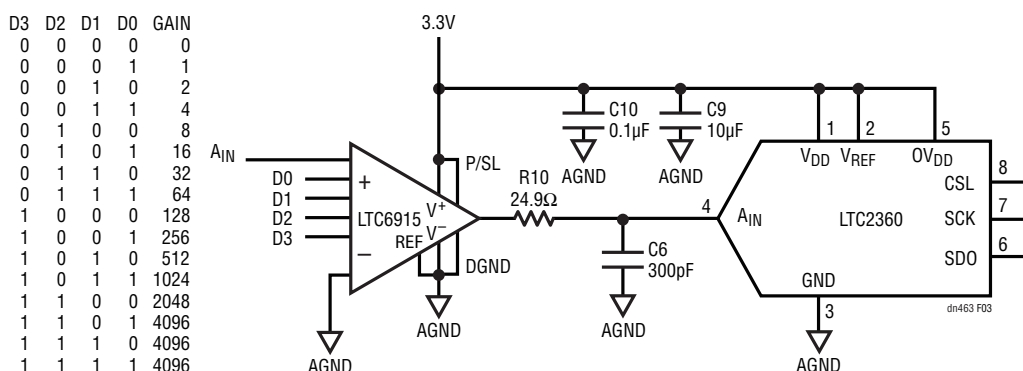 D3 D2 D1 D0 GAIN
0 0 0 0 0
0 0 0 1 1
0 0 1 0 2
0 0 1 1 4
0 1 0 0 8
0 1 0 1 16
0 1 1 0 32
0 1 1 1 64
1 0 0 0 128
1 0 0 1 256
1 0 1 0 512
1 0 1 1 1024
1 1 0 0 2048
1 1 0 1 4096
1 1 1 0 4096
1 1 1 1 4096
3.3V
AIN
D0
D1
D2
D3
+
−
LTC6915
P/SL
V+
V−
REF
DGND
AGND
AGND
R10
24.9Ω
C10
0.1µF
AGND
C9
10µF
AGND
C6
300pF
AGND
1
2
5
VDD
VREF
OVDD
4
AIN
LTC2360
CSL
8
SCK
7
SDO
6
GND
3
AGND
dn463 F03